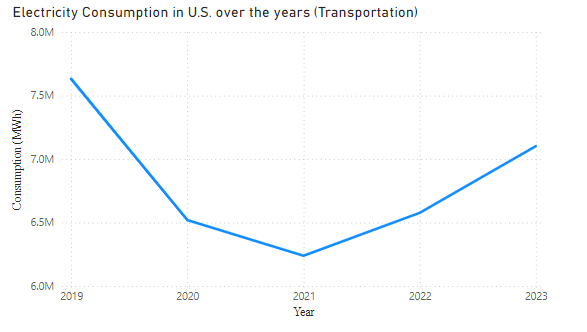 Electricity Consumption in U.S. over the years (Transportation)
8.0M
7.5M
7.0M
6.5M
6.0M
Consumption (MWh)
2019 2020 2021 2022 2023
Year